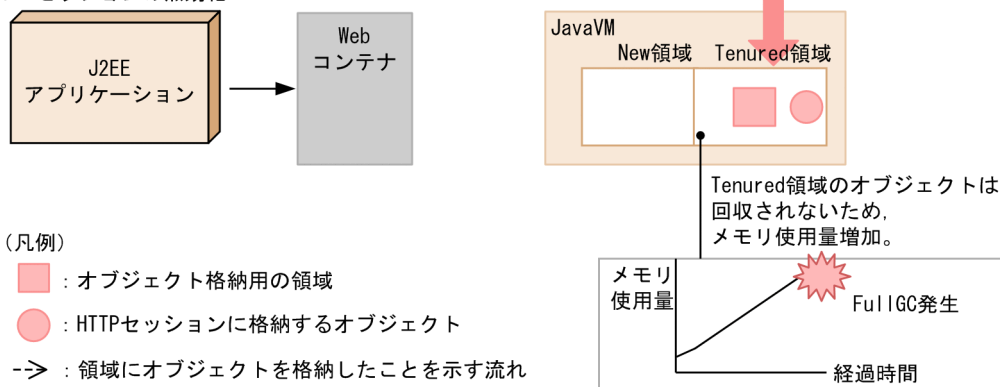 J2EE
アプリケーション
Web
コンテナ
JavaVM
New領域
Tenured領域
Tenured領域のオブジェクトは
回収されないため,
メモリ使用量増加。
(凡例)
:オブジェクト格納用の領域
:HTTPセッションに格納するオブジェクト
:領域にオブジェクトを格納したことを示す流れ
メモリ
使用量
FullGC発生
経過時間